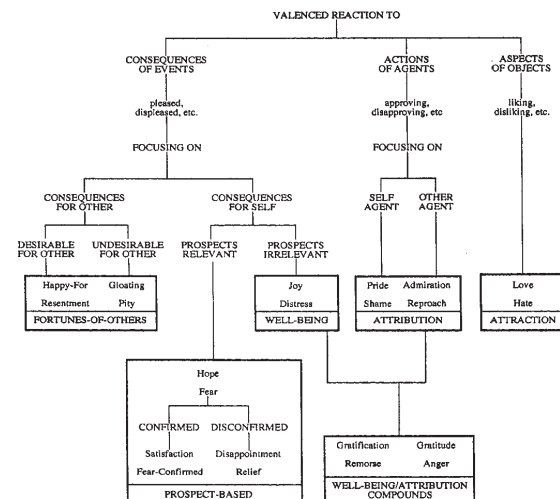 VALENCED REACTION TO
CONSEQUENCES
OF EVENTS
ACTIONS
OF AGENTS
ASPECTS
OF OBJECTS
pleased,
displeased, etc.
approving,
disapproving, etc
liking,
disliking, etc.
FOCUSING ON
FOCUSING ON
CONSEQUENCES
FOR OTHER
CONSEQUENCES
FOR SELF
SELF
AGENT
OTHER
AGENT
DESIRABLE
FOR OTHER
UNDESIRABLE
FOR OTHER
PROSPECTS
RELEVANT
PROSPECTS
IRRELEVANT
Happy-For Gloating
Resentment Pity
FORTUNES-OF-OTHERS
Joy
Distress
WELL-BEING
Pride Admiration
Shame Reproach
ATTRIBUTION
Love
Hate
ATTRACTION
Hope
Fear
CONFIRMED DISCONFIRMED
Satisfaction Disappointment
Fear-Confirmed Relief
PROSPECT-BASED
Gratification Gratitude
Remorse Anger
WELL-BEING/ATTRIBUTION
COMPOUNDS